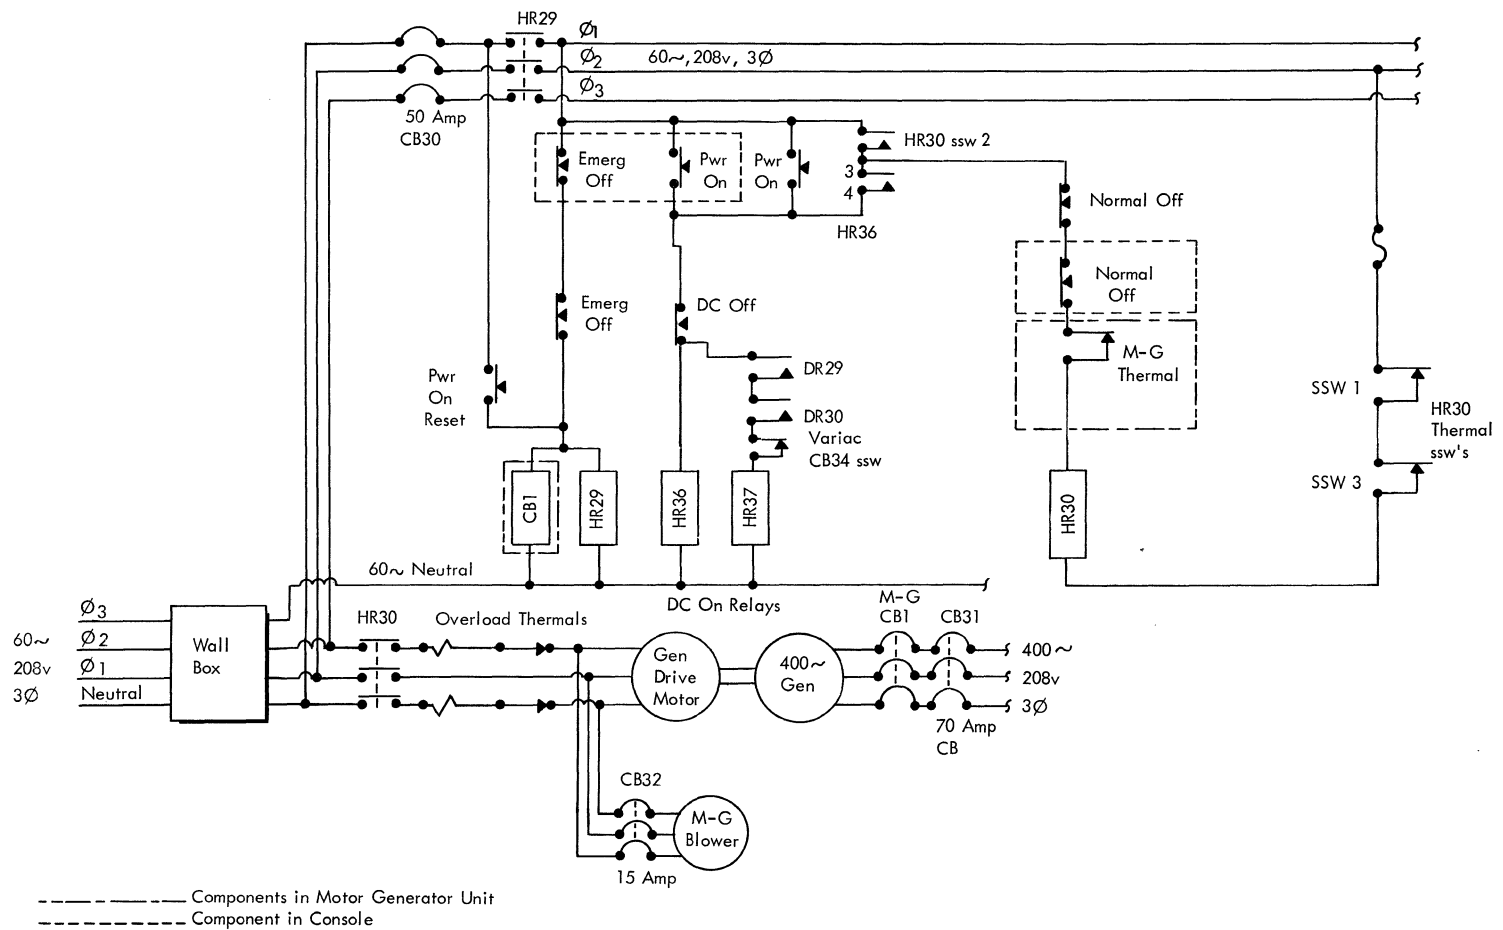 HR29
Ø1
Ø2
60~, 208v, 3Ø
Ø3
50 Amp
CB30
Emerg
Off
Pwr
On
Pwr
On
HR30 ssw 2
3
4
HR36
Normal Off
Normal
Off
Emerg
Off
DC Off
M-G
Thermal
DR29
DR30
Variac
CB34 ssw
Pwr
On
Reset
SSW 1
HR30
Thermal
ssw's
SSW 3
CB1
HR29
HR36
HR37
HR30
60~ Neutral
DC On Relays
Ø3
60~
Ø2
208v
Ø1
3Ø
Neutral
Wall
Box
HR30
Overload Thermals
Gen
Drive
Motor
400~
Gen
M-G
CB1
CB31
400~
208v
3Ø
70 Amp
CB
CB32
M-G
Blower
15 Amp
Components in Motor Generator Unit
Component in Console